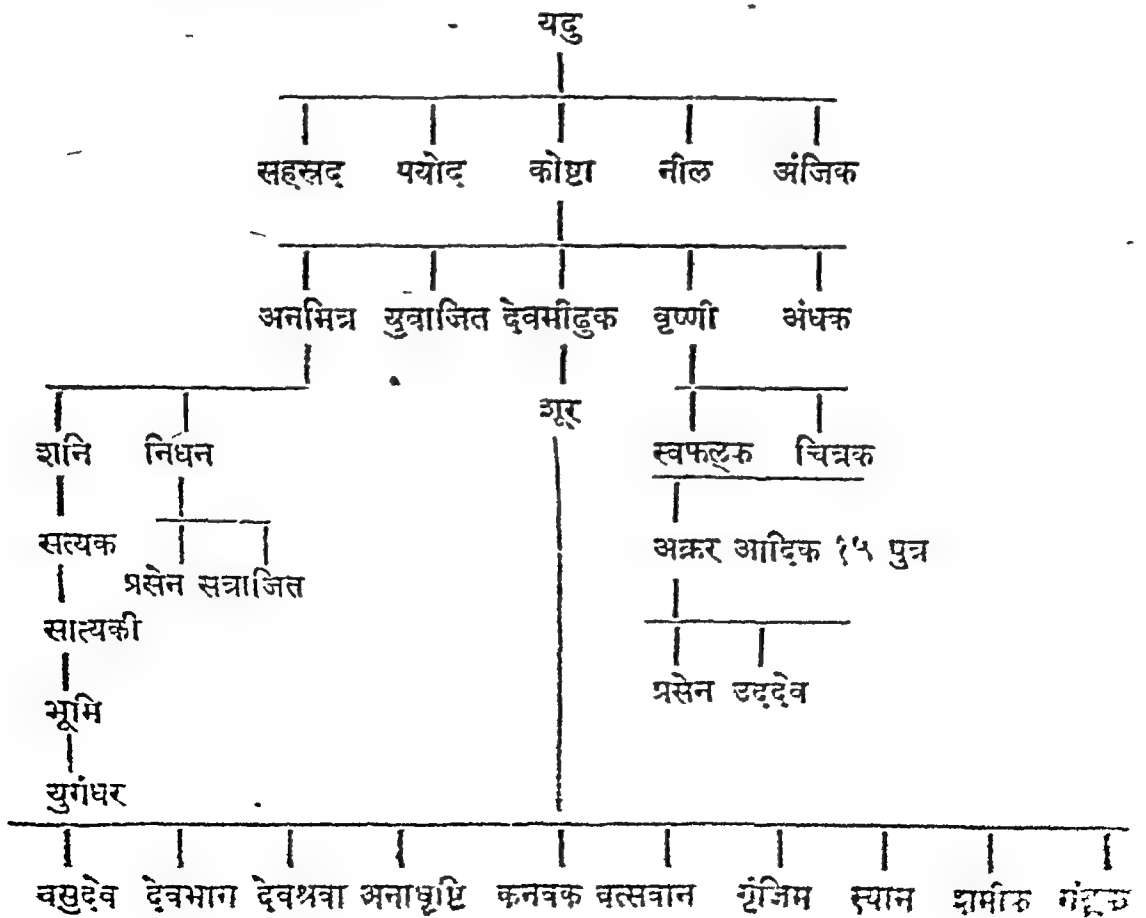 यदु
सहस्रद पयोद कोष्टा नील अंजिक
अनमित्र युवाजित देवमीढुक वृष्णी अंधक
शूर
शनि निधन स्वफल्क चित्रक
सत्यक अक्रर आदिक १५ पुत्र
प्रसेन सत्राजित
सात्यकी
प्रसेन उद्देव
भूमि
युगंधर
वसुदेव देवभाग देवश्रवा अनाधृष्टि कनवक वत्सवान गृंजिम श्यान शमीक